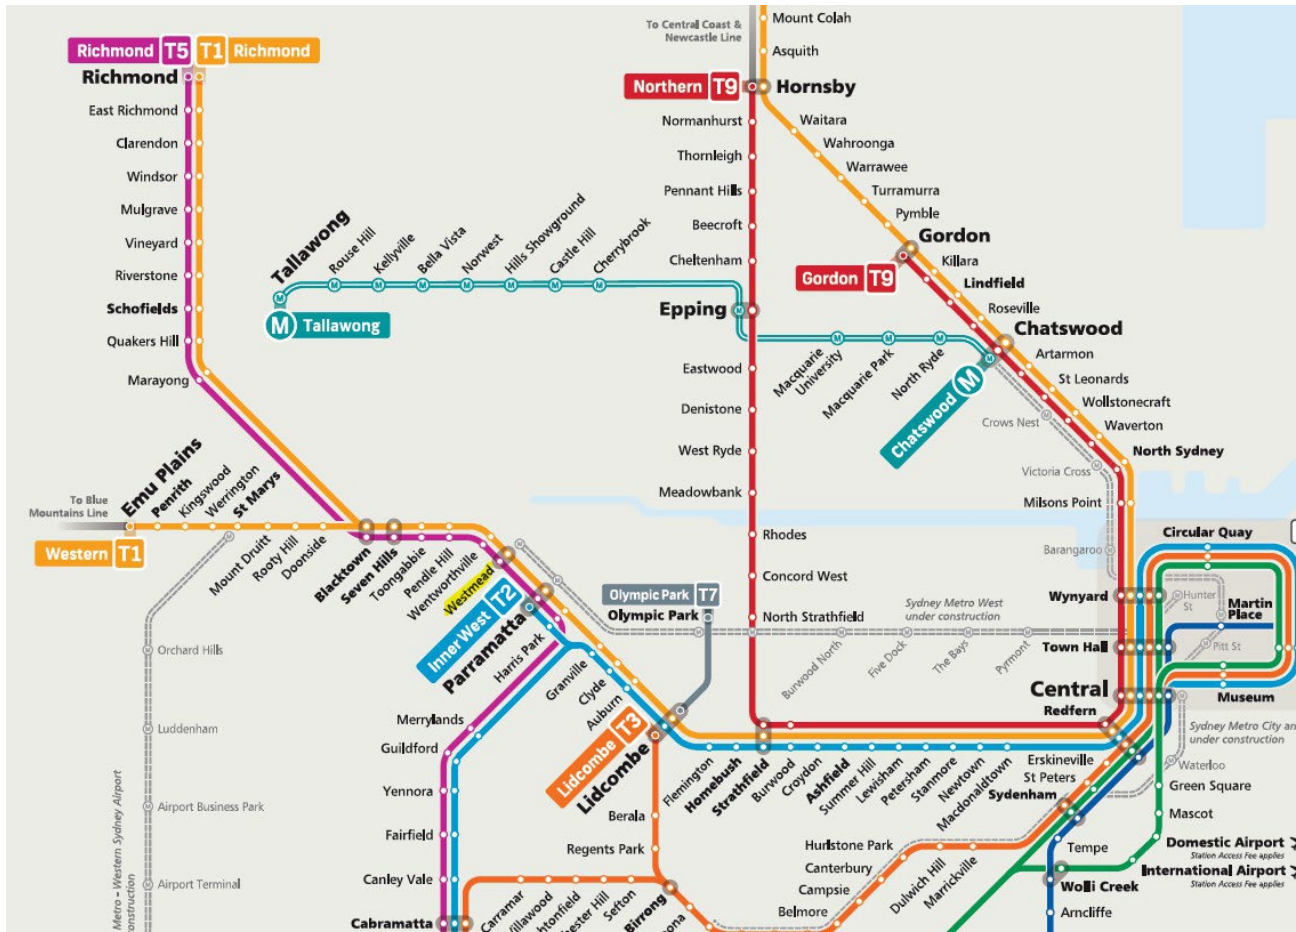 To Central Coast &
Newcastle Line
Mount Colah
Asquith
Richmond T5
T1 Richmond
Richmond
East Richmond
Clarendon
Windsor
Mulgrave
Vineyard
Riverstone
Schofields
Quakers Hill
Marayong
Northern T9
Hornsby
Normanhurst
Thornleigh
Pennant Hills
Beecroft
Cheltenham
Epping
Eastwood
Denistone
West Ryde
Meadowbank
Rhodes
Concord West
North Strathfield
Waitara
Wahroonga
Warrawee
Turramurra
Pymble
Gordon
Gordon T9
Killara
Lindfield
Roseville
Chatswood
Artarmon
St Leonards
Wollstonecraft
Waverton
North Sydney
Milsons Point
Tallawong
M Tallawong
Rouse Hill
Kellyville
Bella Vista
Norwest
Hills Showground
Castle Hill
Cherrybrook
Macquarie
University
Macquarie Park
North Ryde
Chatswood M
Crows Nest
Victoria Cross
Barangaroo
To Blue
Mountains Line
Emu Plains
Western T1
Penrith
Kingswood
Werrington
St Marys
Mount Druitt
Rooty Hill
Doonside
Blacktown
Seven Hills
Toongabbie
Pendle Hill
Wentworthville
Westmead
Inner West T2
Parramatta
Harris Park
Granville
Clyde
Auburn
Lidcombe T3
Lidcombe
Olympic Park T7
Olympic Park
Sydney Metro West
under construction
Burwood North
Five Dock
The Bays
Pyrmont
Circular Quay
Wynyard
Hunter
St
Martin
Place
Town Hall
Pitt St
Central
Redfern
Museum
Sydney Metro City an
under construction
Waterloo
Flemington
Homebush
Strathfield
Burwood
Croydon
Ashfield
Summer Hill
Lewisham
Petersham
Stanmore
Newtown
Macdonaldtown
Erskineville
St Peters
Sydenham
Green Square
Mascot
Domestic Airport
Station Access Fee applies
International Airport
Station Access Fee applies
Tempe
Wolli Creek
Arncliffe
Hurlstone Park
Canterbury
Campsie
Belmore
Dulwich Hill
Marrickville
Merrylands
Guildford
Yennora
Fairfield
Canley Vale
Cabramatta
Carramar
Villawood
htonfield
hester Hill
Sefton
Berala
Regents Park
Birrong
oona
Orchard Hills
Luddenham
Airport Business Park
Airport Terminal
Metro - Western Sydney Airport
onstruction